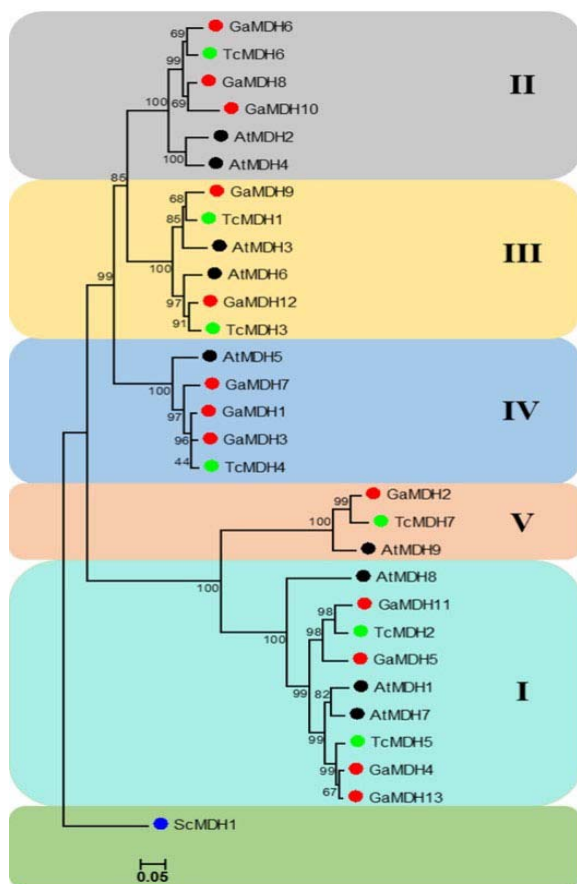 69
GaMDH6
TcMDH6
99
GaMDH8
100
69
GaMDH10
II
AtMDH2
100
AtMDH4
85
GaMDH9
68
85
TcMDH1
AtMDH3
III
100
AtMDH6
99
97
GaMDH12
91
TcMDH3
AtMDH5
100
GaMDH7
97
GaMDH1
IV
96
GaMDH3
44
TcMDH4
GaMDH2
99
100
TcMDH7
V
AtMDH9
100
AtMDH8
GaMDH11
98
100
98
TcMDH2
GaMDH5
99
82
AtMDH1
I
AtMDH7
99
TcMDH5
99
GaMDH4
67
GaMDH13
ScMDH1
0.05